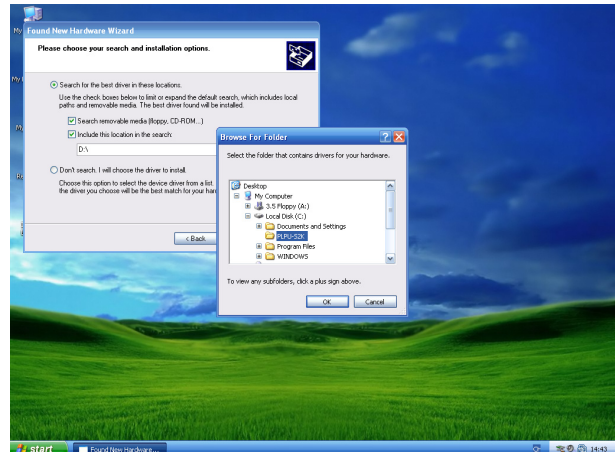 My
Found New Hardware Wizard
Please choose your search and installation options.
Search for the best driver in these locations.
Use the check boxes below to limit or expand the default search, which includes local
paths and removable media. The best driver found will be installed.
Search removable media (floppy, CD-ROM...)
Include this location in the search:
D:\
Don't search. I will choose the driver to install.
Choose this option to select the device driver from a list.
the driver you choose will be the best match for your har
< Back
Browse For Folder
Select the folder that contains drivers for your hardware.
Desktop
My Computer
3.5 Floppy (A:)
Local Disk (C:)
Documents and Settings
PLPU-S2K
Program Files
WINDOWS
To view any subfolders, click a plus sign above.
OK
Cancel
start
Found New Hardware...
14:43